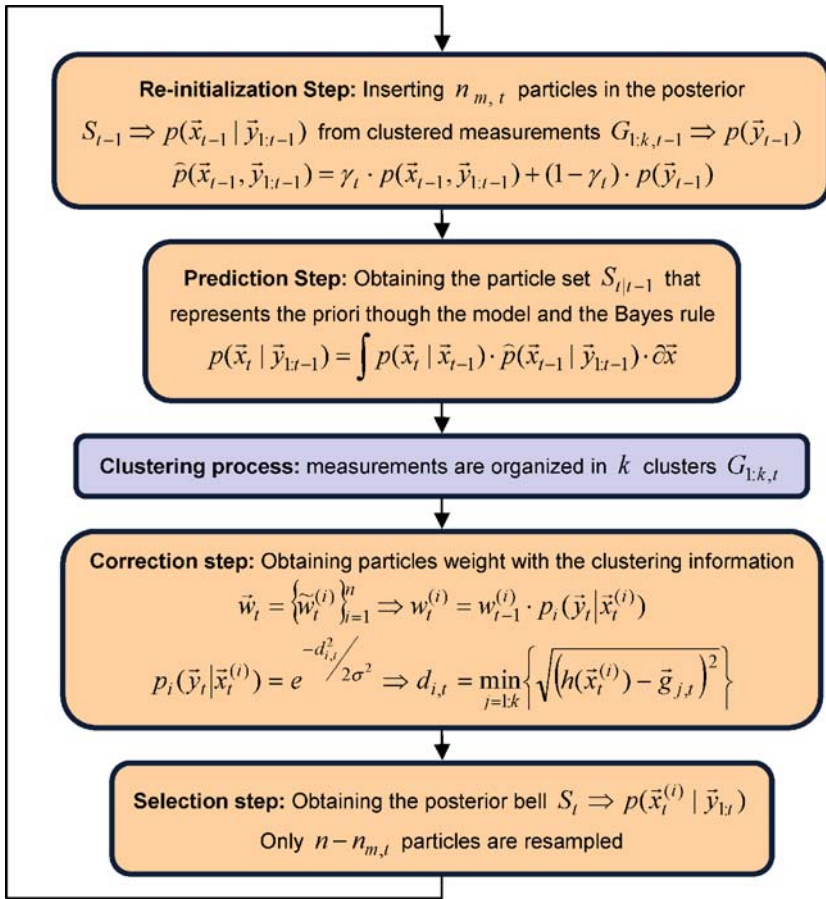 Re-initialization Step: Inserting n_{m, t} particles in the posterior
S_{t−1} ⇒ p(x⃗_{t−1} | y⃗_{1:t−1}) from clustered measurements G_{1:k,t−1} ⇒ p(y⃗_{t−1})
p̂(x⃗_{t−1}, y⃗_{1:t−1}) = γ_t · p(x⃗_{t−1}, y⃗_{1:t−1}) + (1 − γ_t) · p(y⃗_{t−1})
Prediction Step: Obtaining the particle set S_{t|t−1} that
represents the priori though the model and the Bayes rule
p(x⃗_t | y⃗_{1:t−1}) = ∫ p(x⃗_t | x⃗_{t−1}) · p̂(x⃗_{t−1} | y⃗_{1:t−1}) · ∂x⃗
Clustering process: measurements are organized in k clusters G_{1:k,t}
Correction step: Obtaining particles weight with the clustering information
w⃗_t = {w̃_t^{(i)}}_{i=1}^n ⇒ w_t^{(i)} = w_{t−1}^{(i)} · p_i(y⃗_t|x⃗_t^{(i)})
p_i(y⃗_t|x⃗_t^{(i)}) = e^{−d_{i,t}^2/2σ^2} ⇒ d_{i,t} = min_{j=1:k}{√((h(x⃗_t^{(i)}) − g⃗_{j,t})^2)}
Selection step: Obtaining the posterior bell S_t ⇒ p(x⃗_t^{(i)} | y⃗_{1:t})
Only n − n_{m,t} particles are resampled